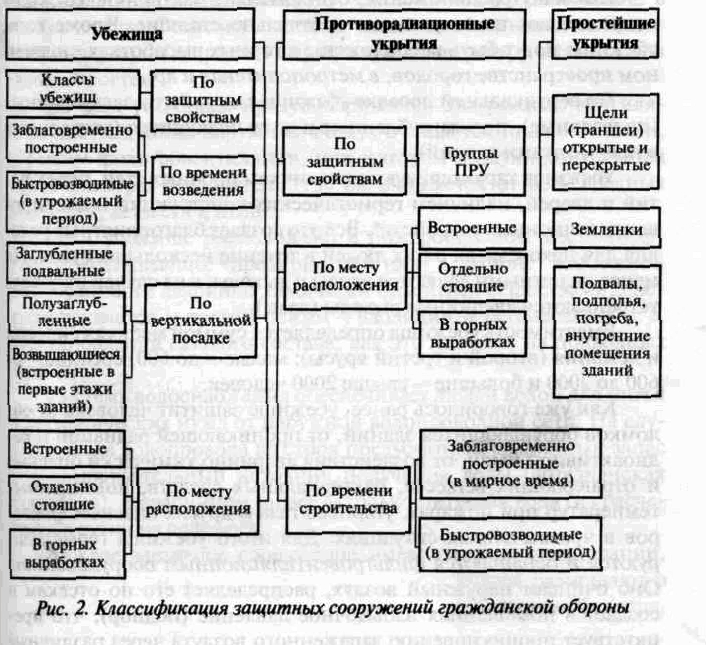 Убежища
Противорадиационные
укрытия
Простейшие
укрытия
Классы
убежищ
По
защитным
свойствам
Заблаговременно
построенные
Быстровозводимые
(в угрожаемый
период)
По времени
возведения
Заглубленные
подвальные
Полузаглуб-
ленные
Возвышающиеся
(встроенные в
первые этажи
зданий)
По
вертикальной
посадке
Встроенные
Отдельно
стоящие
В горных
выработках
По месту
расположения
По
защитным
свойствам
Группы
ПРУ
По месту
расположения
Встроенные
Отдельно
стоящие
В горных
выработках
По времени
строительства
Заблаговременно
построенные
(в мирное время)
Быстровозводимые
(в угрожаемый период)
Щели
(траншеи)
открытые и
перекрытые
Землянки
Подвалы,
подполья,
погреба,
внутренние
помещения
зданий
Рис. 2. Классификация защитных сооружений гражданской обороны